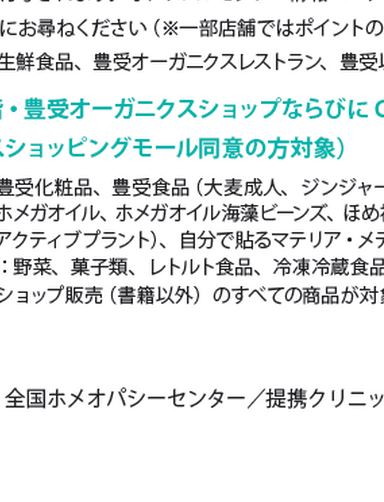 にお尋ねください（※一部店舗ではポイントの
生鮮食品、豊受オーガニクスレストラン、豊受
・豊受オーガニクスショップならびに
ショッピングモール同意の方対象）
豊受化粧品、豊受食品（大麦成人、ジンジャー
ホメガオイル、ホメガオイル海藻ビーンズ、ほめ
アクティブプラント）、自分で貼るマテリア・メデ
：野菜、菓子類、レトルト食品、冷凍冷蔵食品
ショップ販売（書籍以外）のすべての商品が対
全国ホメオパシーセンター／提携クリニッ